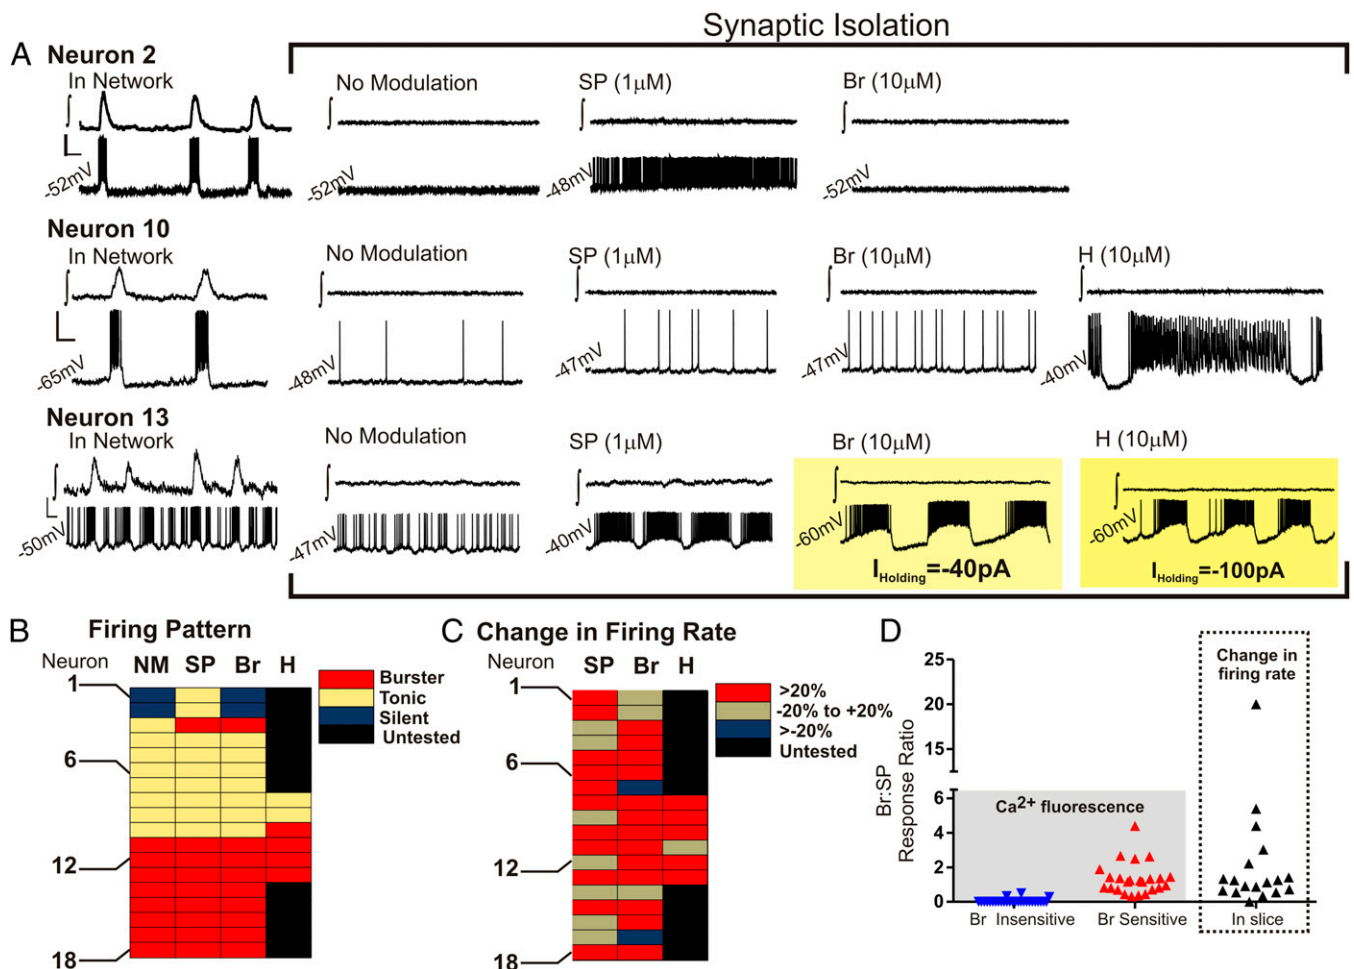 Synaptic Isolation
A
Neuron 2
In Network
No Modulation
SP (1µM)
Br (10µM)
-52mV
-52mV
-48mV
-52mV
Neuron 10
In Network
No Modulation
SP (1µM)
Br (10µM)
H (10µM)
-65mV
-48mV
-47mV
-47mV
-40mV
Neuron 13
In Network
No Modulation
SP (1µM)
Br (10µM)
H (10µM)
-50mV
-47mV
-40mV
-60mV
-60mV
I Holding=-40pA
I Holding=-100pA
B
Firing Pattern
Neuron
NM SP Br H
1
6
12
18
Burster
Tonic
Silent
Untested
C
Change in Firing Rate
Neuron
SP Br H
1
6
12
18
>20%
-20% to +20%
>-20%
Untested
D
Br:SP
Response Ratio
25
20
15
10
6
4
2
0
Ca2+ fluorescence
Change in
firing rate
Br Insensitive
Br Sensitive
In slice